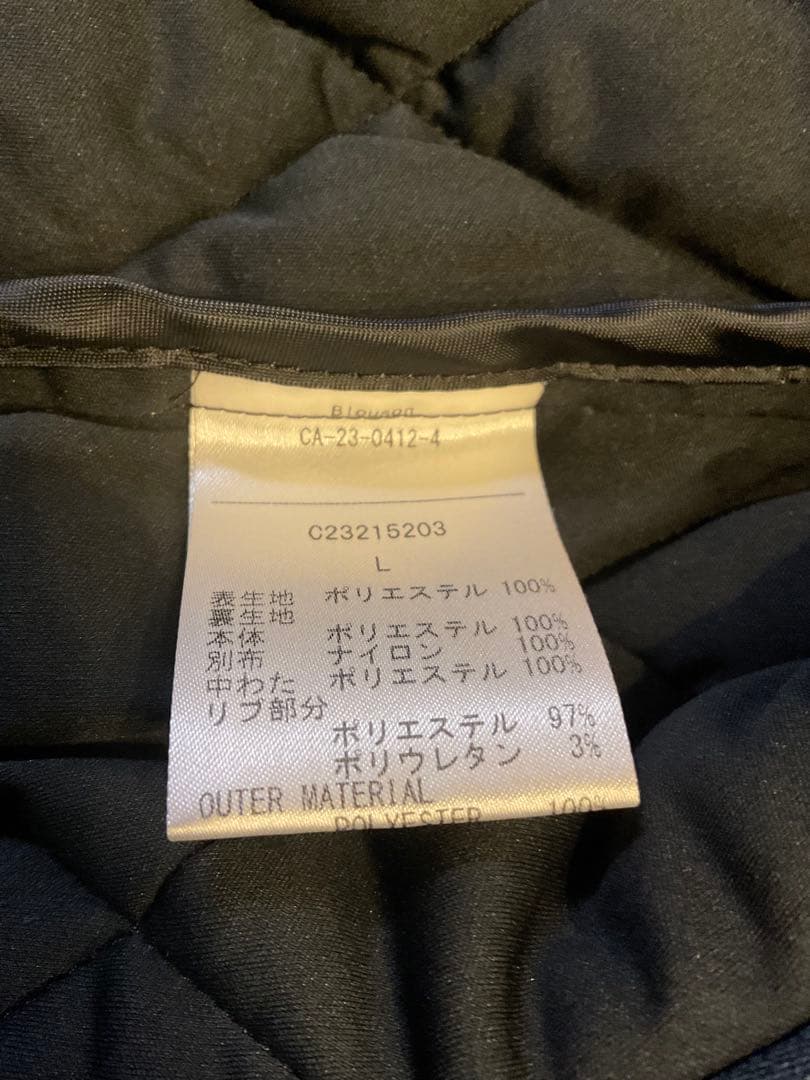 Blouson
CA-23-0412-4
C23215203
L
表生地 ポリエステル 100%
裏生地
本体 ポリエステル 100%
別布 ナイロン 100%
中わた ポリエステル 100%
リブ部分
ポリエステル 97%
ポリウレタン 3%
OUTER MATERIAL
POLYESTER 100%